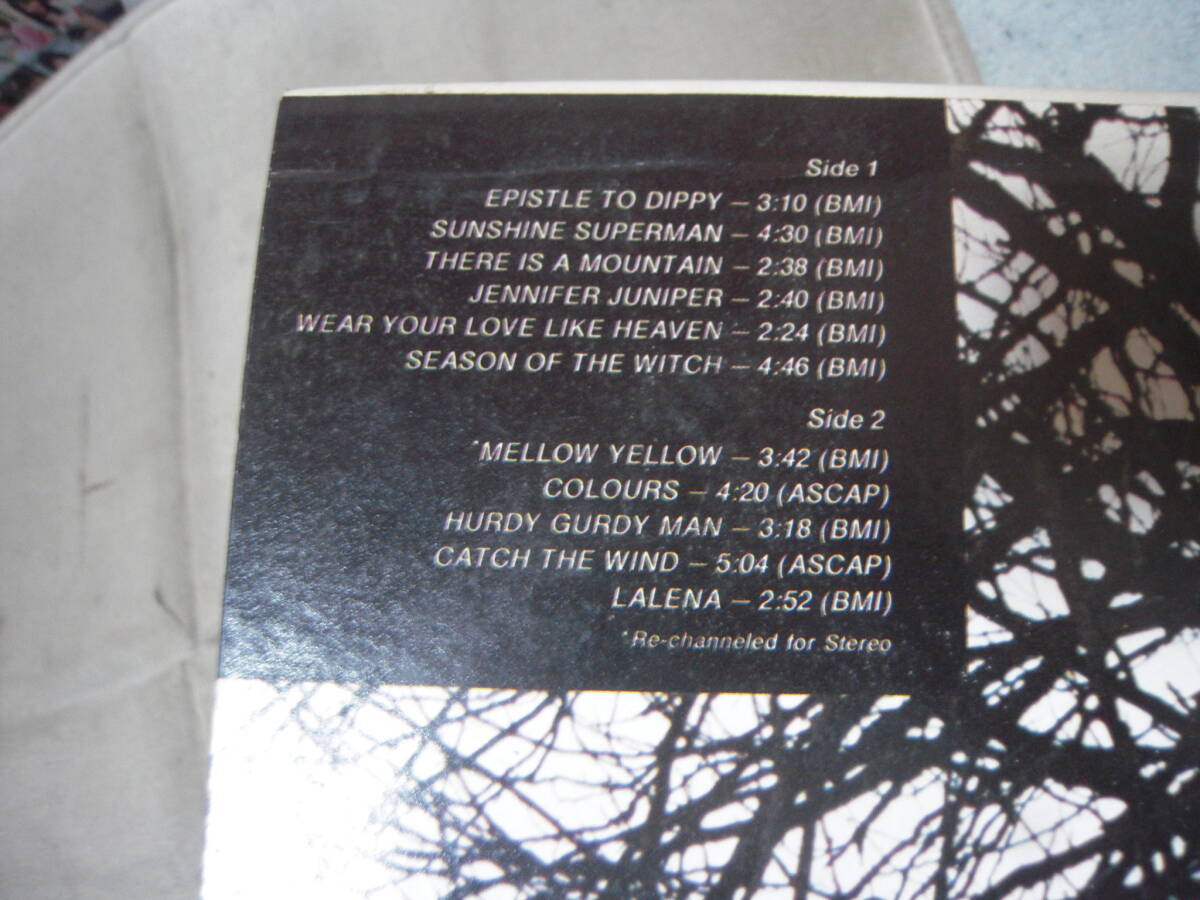 Side 1
EPISTLE TO DIPPY – 3:10 (BMI)
SUNSHINE SUPERMAN – 4:30 (BMI)
THERE IS A MOUNTAIN – 2:38 (BMI)
JENNIFER JUNIPER – 2:40 (BMI)
WEAR YOUR LOVE LIKE HEAVEN – 2:24 (BMI)
SEASON OF THE WITCH – 4:46 (BMI)
Side 2
*MELLOW YELLOW – 3:42 (BMI)
COLOURS – 4:20 (ASCAP)
HURDY GURDY MAN – 3:18 (BMI)
CATCH THE WIND – 5:04 (ASCAP)
LALENA – 2:52 (BMI)
*Re-channeled for Stereo